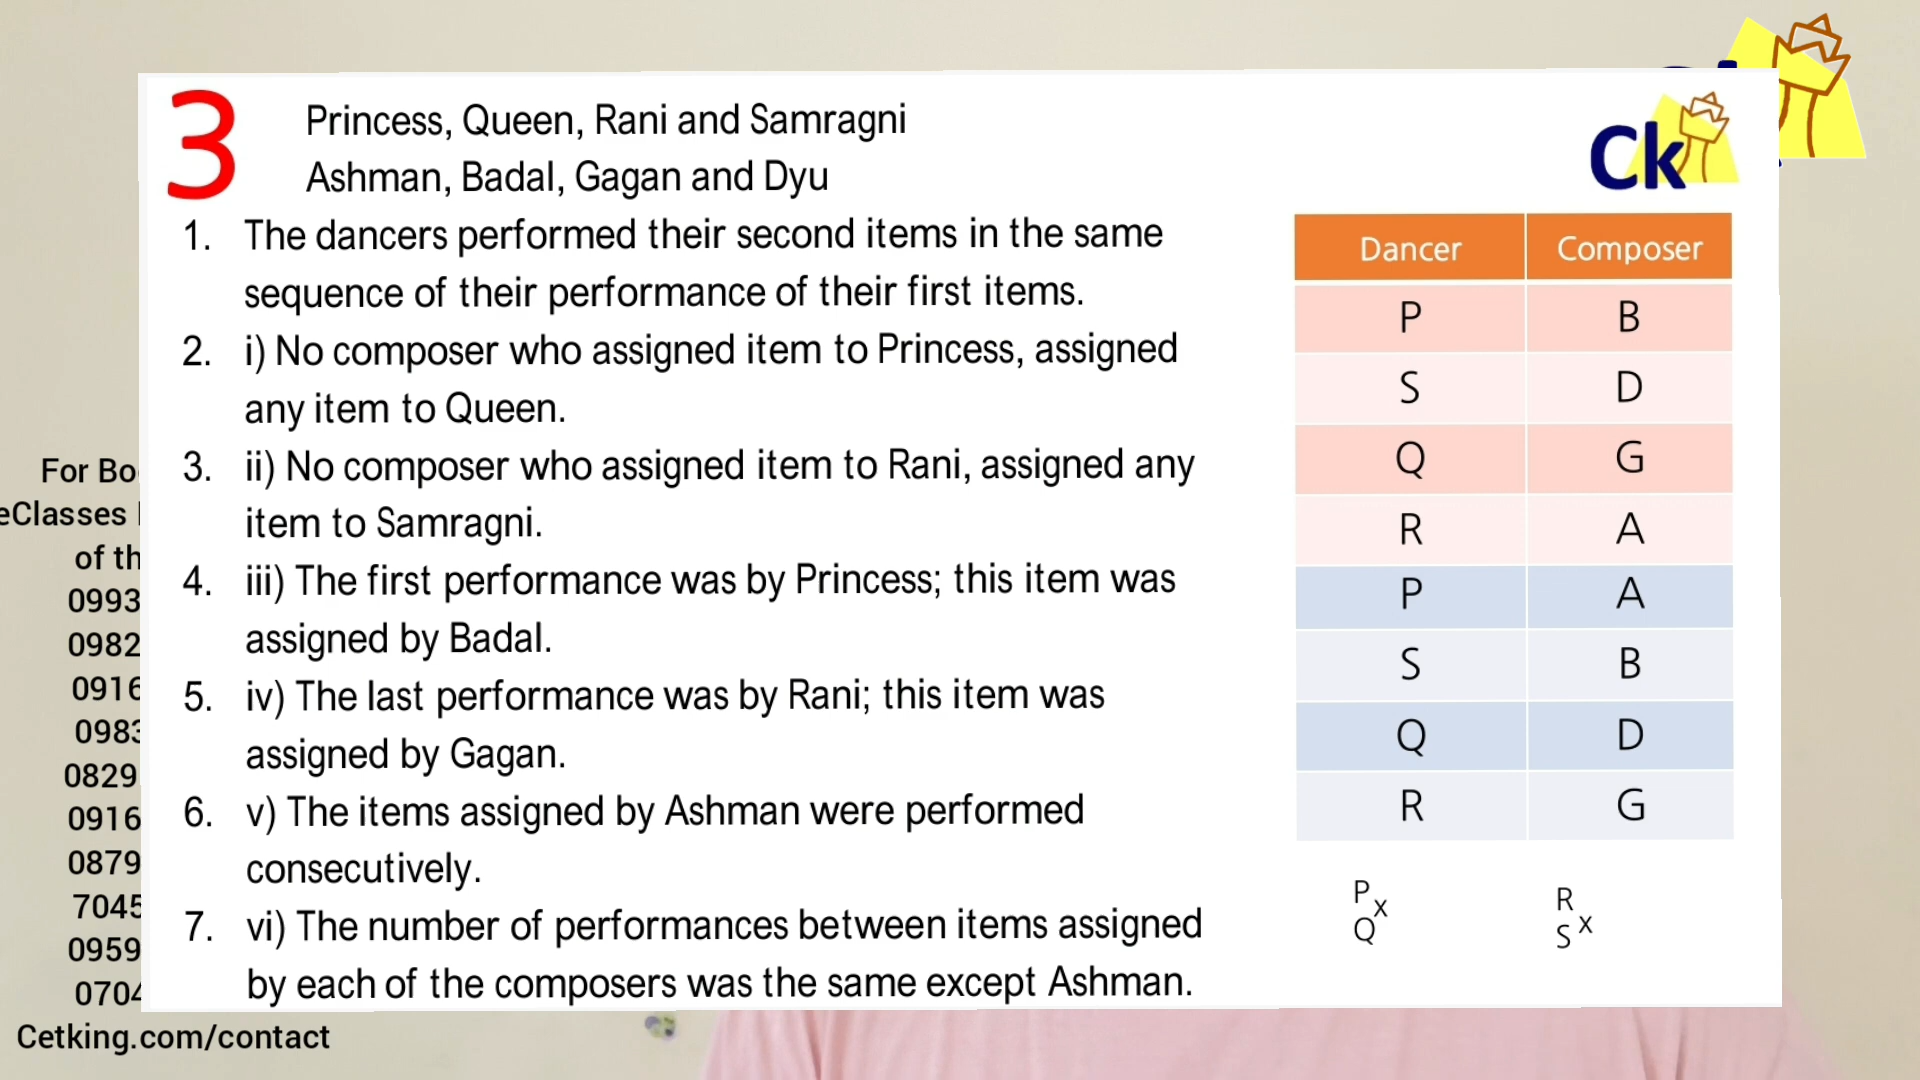 3
Princess, Queen, Rani and Samragni
Ashman, Badal, Gagan and Dyu
1. The dancers performed their second items in the same
sequence of their performance of their first items.
2. i) No composer who assigned item to Princess, assigned
any item to Queen.
3. ii) No composer who assigned item to Rani, assigned any
item to Samragni.
4. iii) The first performance was by Princess; this item was
assigned by Badal.
5. iv) The last performance was by Rani; this item was
assigned by Gagan.
6. v) The items assigned by Ashman were performed
consecutively.
7. vi) The number of performances between items assigned
by each of the composers was the same except Ashman.
Ck
Dancer Composer
P B
S D
Q G
R A
P A
S B
Q D
R G
P x
Q
R
S x
For Bo
eClasses
of th
0993
0982
0916
098
0829
0916
0879
704
0959
070
Cetking.com/contact